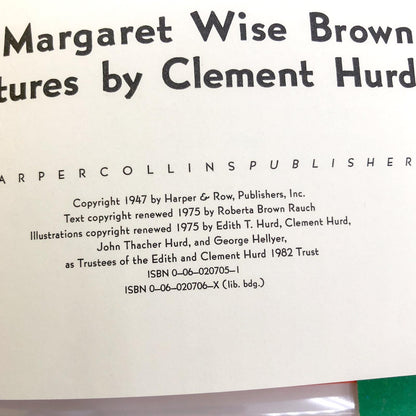 Margaret Wise Brown
tures by Clement Hurd
ARPERCOLLINSPUBLISHER
Copyright 1947 by Harper & Row, Publishers, Inc.
Text copyright renewed 1975 by Roberta Brown Rauch
Illustrations copyright renewed 1975 by Edith T. Hurd, Clement Hurd,
John Thacher Hurd, and George Hellyer,
as Trustees of the Edith and Clement Hurd 1982 Trust
ISBN 0-06-020705-1
ISBN 0-06-020706-X (lib. bdg.)